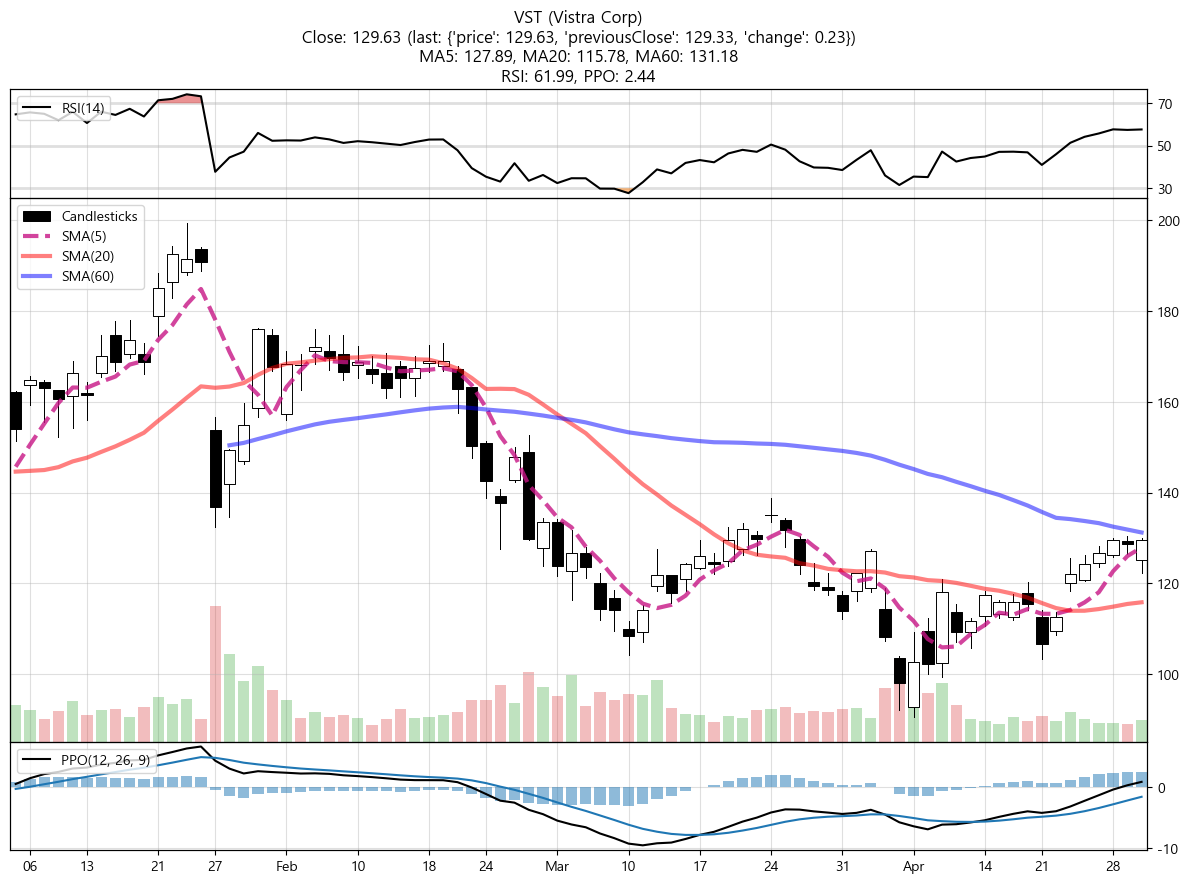 VST (Vistra Corp)
Close: 129.63 (last: {'price': 129.63, 'previousClose': 129.33, 'change': 0.23})
MA5: 127.89, MA20: 115.78, MA60: 131.18
RSI: 61.99, PPO: 2.44
RSI(14)
70
50
30
Candlesticks
SMA(5)
SMA(20)
SMA(60)
200
180
160
140
120
100
PPO(12, 26, 9)
0
-10
06 13 21 27 Feb 10 18 24 Mar 10 17 24 31 Apr 14 21 28